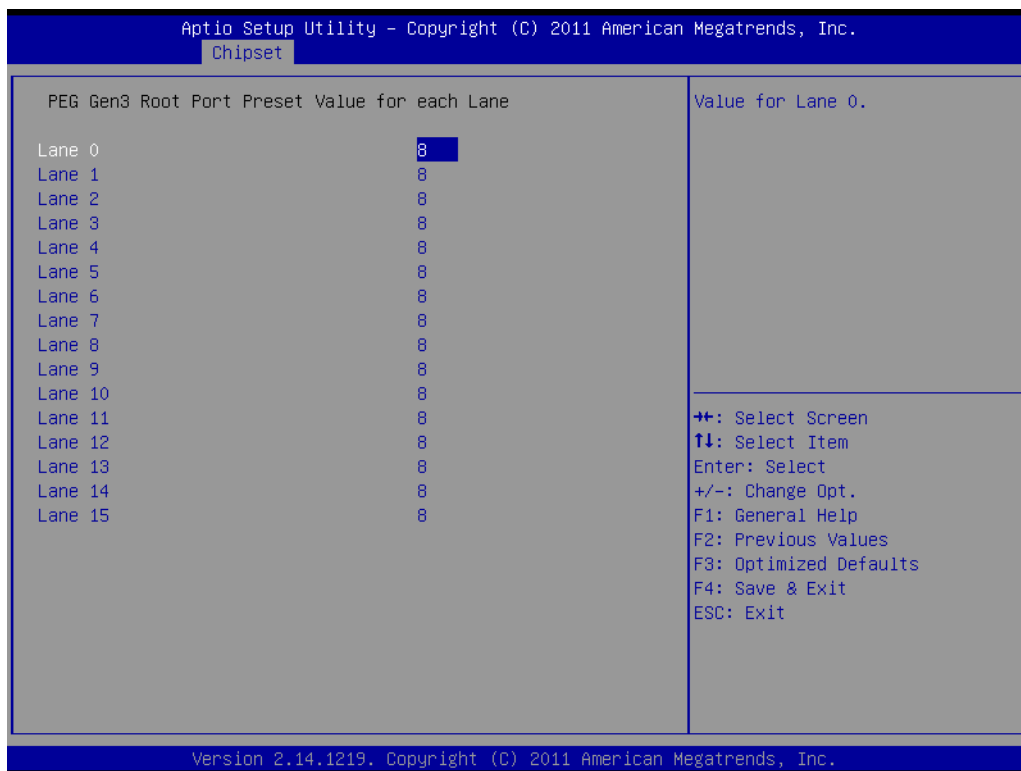 Aptio Setup Utility – Copyright (C) 2011 American Megatrends, Inc.
Chipset
PEG Gen3 Root Port Preset Value for each Lane
Lane 0 8
Lane 1 8
Lane 2 8
Lane 3 8
Lane 4 8
Lane 5 8
Lane 6 8
Lane 7 8
Lane 8 8
Lane 9 8
Lane 10 8
Lane 11 8
Lane 12 8
Lane 13 8
Lane 14 8
Lane 15 8
Value for Lane 0.
→←: Select Screen
↑↓: Select Item
Enter: Select
+/-: Change Opt.
F1: General Help
F2: Previous Values
F3: Optimized Defaults
F4: Save & Exit
ESC: Exit
Version 2.14.1219. Copyright (C) 2011 American Megatrends, Inc.